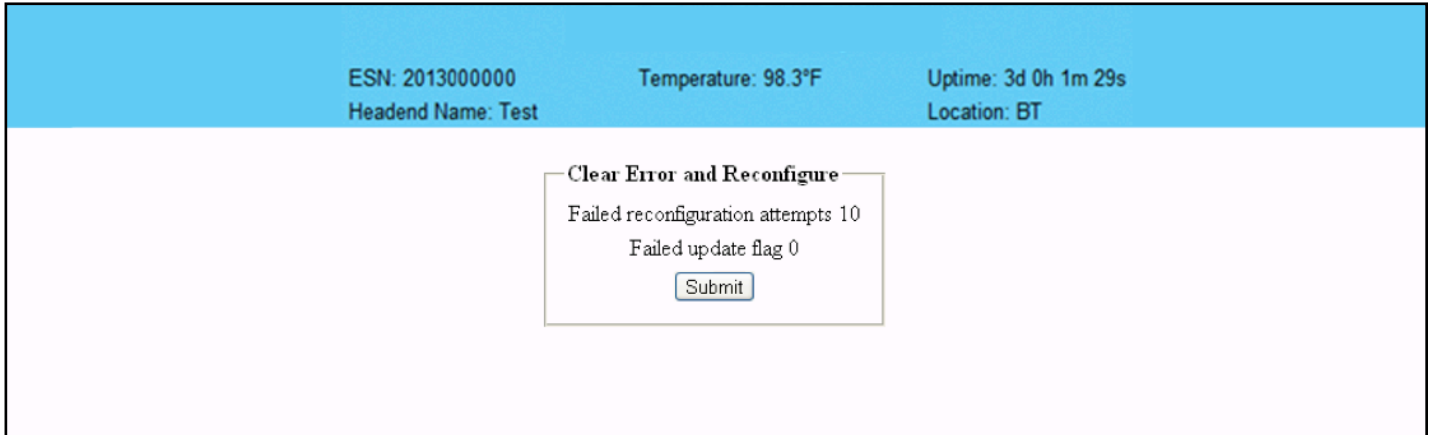 ESN: 2013000000 Temperature: 98.3°F Uptime: 3d 0h 1m 29s
Headend Name: Test Location: BT
Clear Error and Reconfigure
Failed reconfiguration attempts 10
Failed update flag 0
Submit